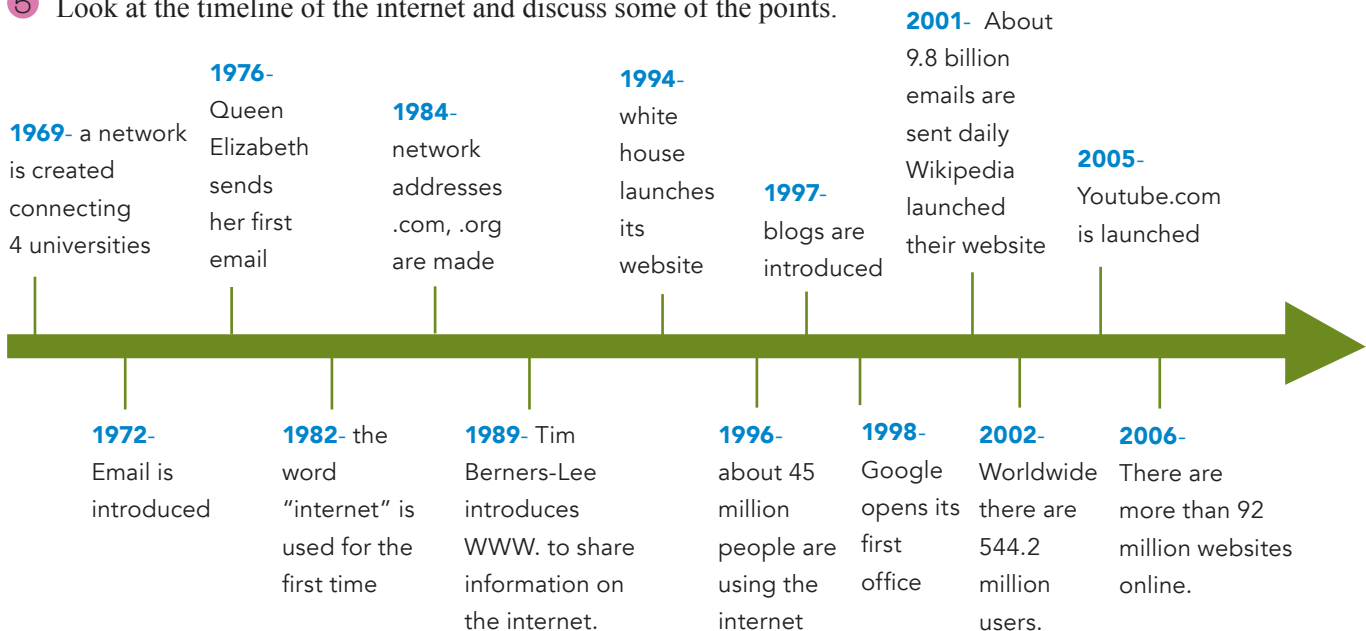 5 Look at the timeline of the internet and discuss some of the points.
1969- a network
is created
connecting
4 universities
1972-
Email is
introduced
1976-
Queen
Elizabeth
sends
her first
email
1982- the
word
“internet” is
used for the
first time
1984-
network
addresses
.com, .org
are made
1989- Tim
Berners-Lee
introduces
WWW. to share
information on
the internet.
1994-
white
house
launches
its
website
1996-
about 45
million
people are
using the
internet
1997-
blogs are
introduced
1998-
Google
opens its
first
office
2001- About
9.8 billion
emails are
sent daily
Wikipedia
launched
their website
2002-
Worldwide
there are
544.2
million
users.
2005-
Youtube.com
is launched
2006-
There are
more than 92
million websites
online.